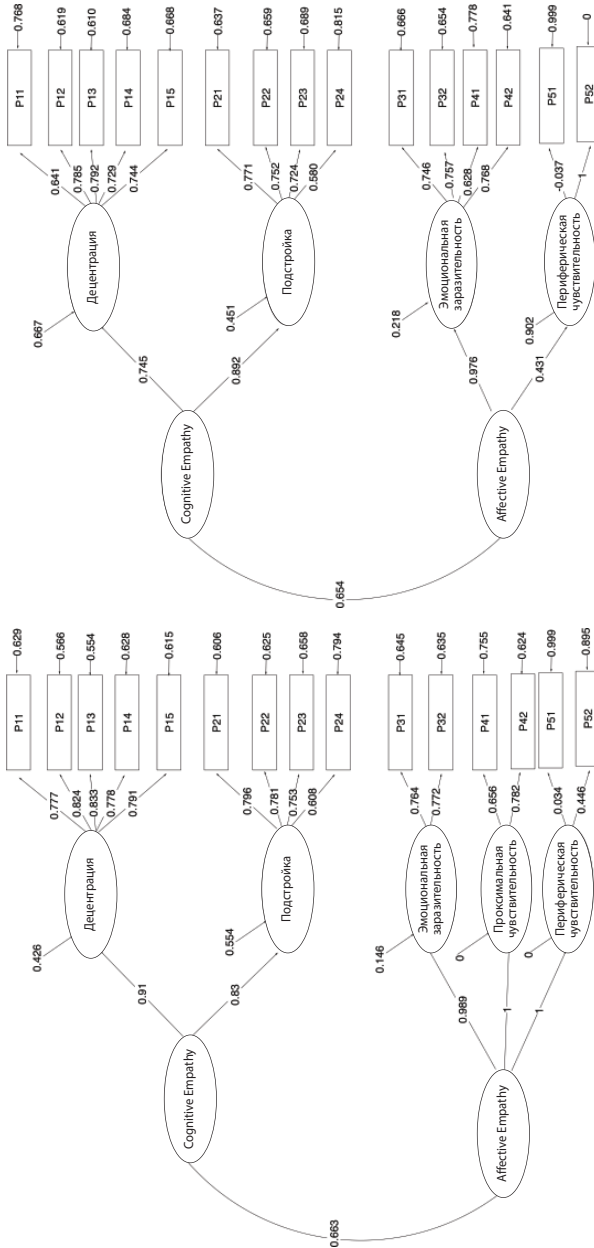 0.768
0.619
0.610
0.684
0.668
0.637
0.659
0.689
0.815
0.666
0.654
0.778
0.641
0.999
0
P11
P12
P13
P14
P15
P21
P22
P23
P24
P31
P32
P41
P42
P51
P52
0.641
0.785
0.792
0.729
0.744
0.771
0.752
0.724
0.580
0.746
0.757
0.628
0.768
-0.037
1
Децентрация
Подстройка
Эмоциональная
заразительность
Периферическая
чувствительность
0.667
0.451
0.218
0.902
0.745
0.892
0.976
0.431
Cognitive Empathy
Affective Empathy
0.654
0.629
0.566
0.554
0.628
0.615
0.606
0.625
0.658
0.794
0.645
0.635
0.755
0.624
0.999
0.895
P11
P12
P13
P14
P15
P21
P22
P23
P24
P31
P32
P41
P42
P51
P52
0.777
0.824
0.833
0.778
0.791
0.796
0.781
0.753
0.608
0.764
0.772
0.656
0.782
0.034
0.446
Децентрация
Подстройка
Эмоциональная
заразительность
Проксимальная
чувствительность
Периферическая
чувствительность
0.426
0.554
0.146
0
0
0.91
0.83
0.989
1
1
Cognitive Empathy
Affective Empathy
0.663